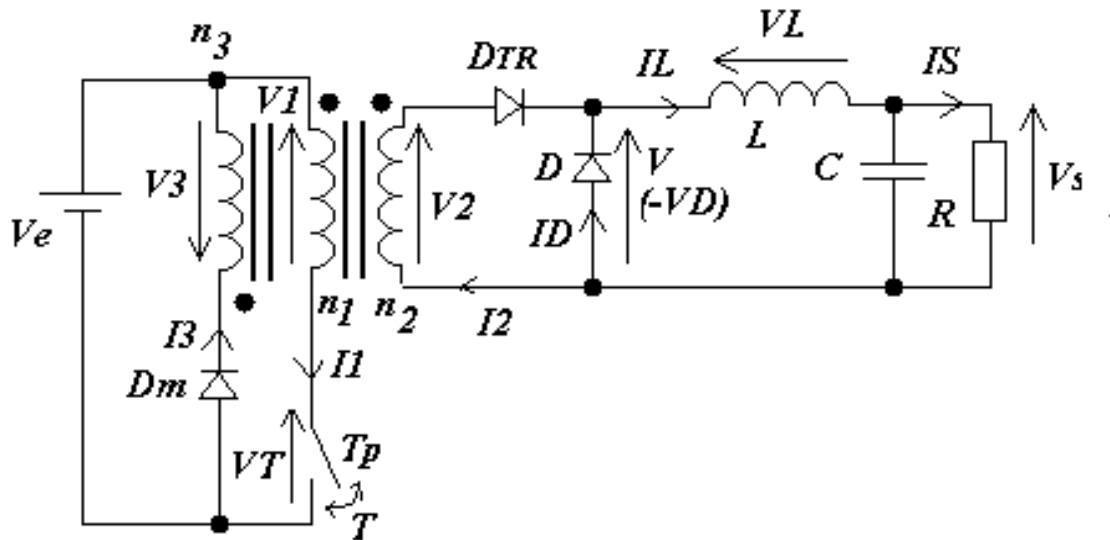 n3
V1
DTR
IL
VL
IS
V3
Ve
V2
D
V
(-VD)
ID
L
C
R
Vs
n1
n2
I2
I3
Dm
I1
VT
Tp
T